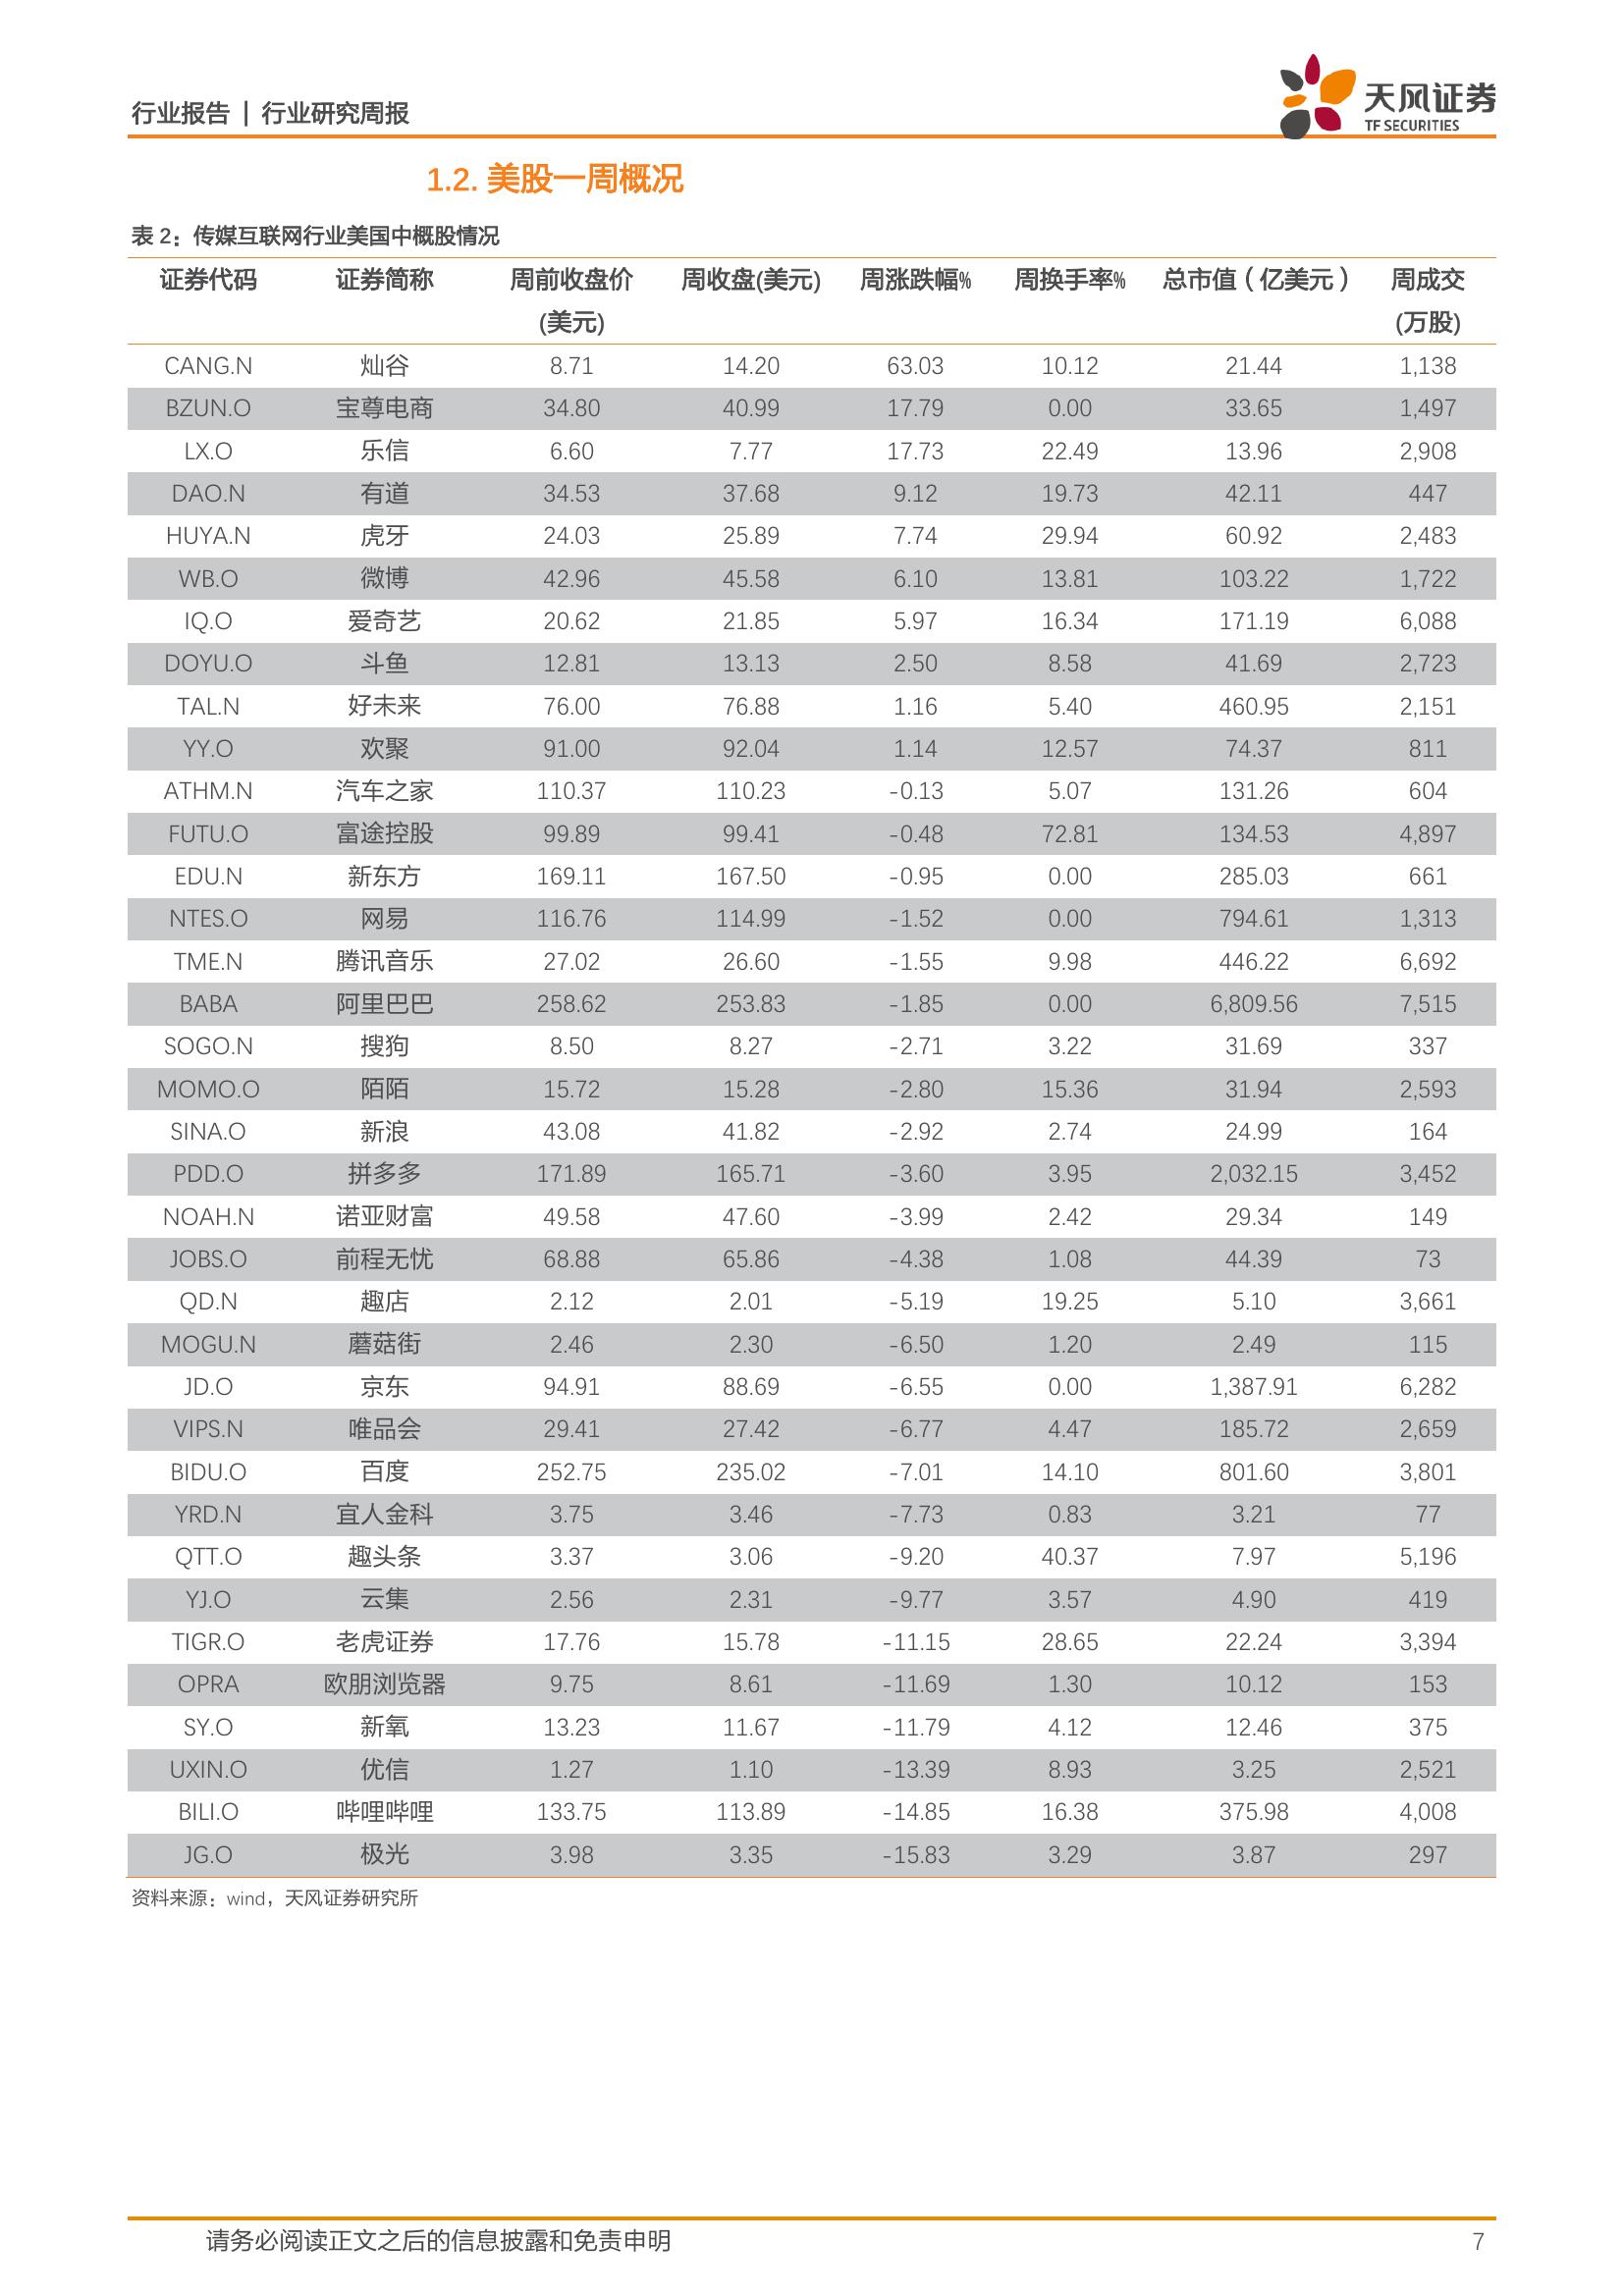 行业报告 | 行业研究周报
天风证券
TF SECURITIES
1.2. 美股一周概况
表 2：传媒互联网行业美国中概股情况
证券代码 证券简称 周前收盘价 周收盘(美元) 周涨跌幅% 周换手率% 总市值（亿美元） 周成交
(美元) (万股)
CANG.N 灿谷 8.71 14.20 63.03 10.12 21.44 1,138
BZUN.O 宝尊电商 34.80 40.99 17.79 0.00 33.65 1,497
LX.O 乐信 6.60 7.77 17.73 22.49 13.96 2,908
DAO.N 有道 34.53 37.68 9.12 19.73 42.11 447
HUYA.N 虎牙 24.03 25.89 7.74 29.94 60.92 2,483
WB.O 微博 42.96 45.58 6.10 13.81 103.22 1,722
IQ.O 爱奇艺 20.62 21.85 5.97 16.34 171.19 6,088
DOYU.O 斗鱼 12.81 13.13 2.50 8.58 41.69 2,723
TAL.N 好未来 76.00 76.88 1.16 5.40 460.95 2,151
YY.O 欢聚 91.00 92.04 1.14 12.57 74.37 811
ATHM.N 汽车之家 110.37 110.23 -0.13 5.07 131.26 604
FUTU.O 富途控股 99.89 99.41 -0.48 72.81 134.53 4,897
EDU.N 新东方 169.11 167.50 -0.95 0.00 285.03 661
NTES.O 网易 116.76 114.99 -1.52 0.00 794.61 1,313
TME.N 腾讯音乐 27.02 26.60 -1.55 9.98 446.22 6,692
BABA 阿里巴巴 258.62 253.83 -1.85 0.00 6,809.56 7,515
SOGO.N 搜狗 8.50 8.27 -2.71 3.22 31.69 337
MOMO.O 陌陌 15.72 15.28 -2.80 15.36 31.94 2,593
SINA.O 新浪 43.08 41.82 -2.92 2.74 24.99 164
PDD.O 拼多多 171.89 165.71 -3.60 3.95 2,032.15 3,452
NOAH.N 诺亚财富 49.58 47.60 -3.99 2.42 29.34 149
JOBS.O 前程无忧 68.88 65.86 -4.38 1.08 44.39 73
QD.N 趣店 2.12 2.01 -5.19 19.25 5.10 3,661
MOGU.N 蘑菇街 2.46 2.30 -6.50 1.20 2.49 115
JD.O 京东 94.91 88.69 -6.55 0.00 1,387.91 6,282
VIPS.N 唯品会 29.41 27.42 -6.77 4.47 185.72 2,659
BIDU.O 百度 252.75 235.02 -7.01 14.10 801.60 3,801
YRD.N 宜人金科 3.75 3.46 -7.73 0.83 3.21 77
QTT.O 趣头条 3.37 3.06 -9.20 40.37 7.97 5,196
YJ.O 云集 2.56 2.31 -9.77 3.57 4.90 419
TIGR.O 老虎证券 17.76 15.78 -11.15 28.65 22.24 3,394
OPRA 欧朋浏览器 9.75 8.61 -11.69 1.30 10.12 153
SY.O 新氧 13.23 11.67 -11.79 4.12 12.46 375
UXIN.O 优信 1.27 1.10 -13.39 8.93 3.25 2,521
BILI.O 哔哩哔哩 133.75 113.89 -14.85 16.38 375.98 4,008
JG.O 极光 3.98 3.35 -15.83 3.29 3.87 297
资料来源：wind，天风证券研究所
请务必阅读正文之后的信息披露和免责申明 7